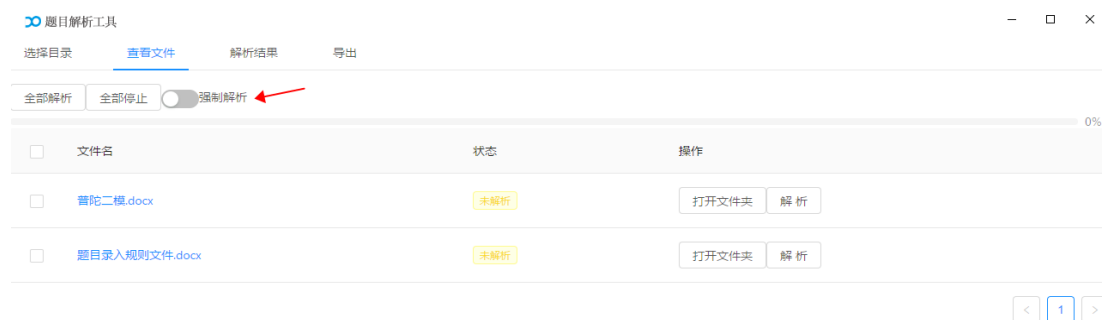 题目解析工具
选择目录 查看文件 解析结果 导出
全部解析 全部停止 强制解析
0%
文件名 状态 操作
普陀二模.docx 未解析 打开文件夹 解 析
题目录入规则文件.docx 未解析 打开文件夹 解 析
< 1 >